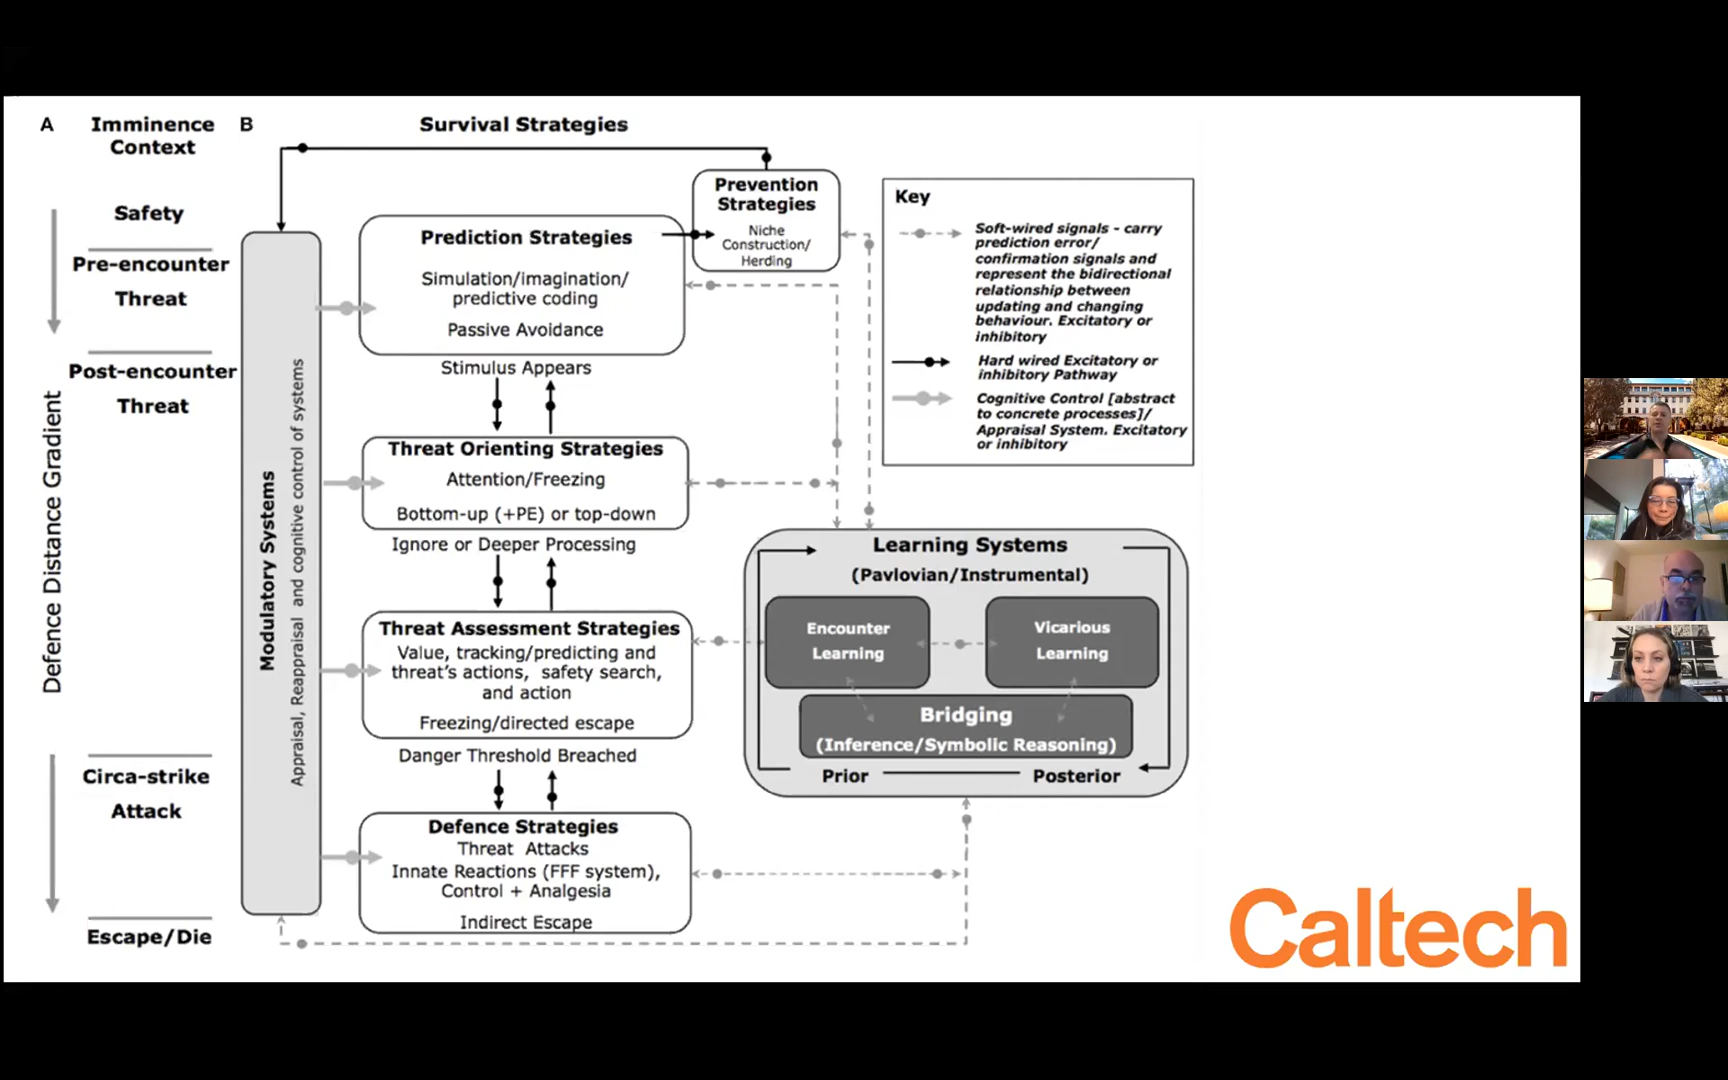 A
Imminence
Context
Safety
Pre-encounter
Threat
Post-encounter
Threat
Circa-strike
Attack
Escape/Die
Defence Distance Gradient
B
Survival Strategies
Modulatory Systems
Appraisal, Reappraisal and cognitive control of systems
Prediction Strategies
Simulation/imagination/
predictive coding
Passive Avoidance
Prevention
Strategies
Niche
Construction/
Herding
Stimulus Appears
Threat Orienting Strategies
Attention/Freezing
Bottom-up (+PE) or top-down
Ignore or Deeper Processing
Threat Assessment Strategies
Value, tracking/predicting and
threat's actions, safety search,
and action
Freezing/directed escape
Danger Threshold Breached
Defence Strategies
Threat Attacks
Innate Reactions (FFF system),
Control + Analgesia
Indirect Escape
Key
Soft-wired signals - carry
prediction error/
confirmation signals and
represent the bidirectional
relationship between
updating and changing
behaviour. Excitatory or
inhibitory
Hard wired Excitatory or
inhibitory Pathway
Cognitive Control [abstract
to concrete processes]/
Appraisal System. Excitatory
or inhibitory
Learning Systems
(Pavlovian/Instrumental)
Encounter
Learning
Vicarious
Learning
Bridging
(Inference/Symbolic Reasoning)
Prior
Posterior
Caltech